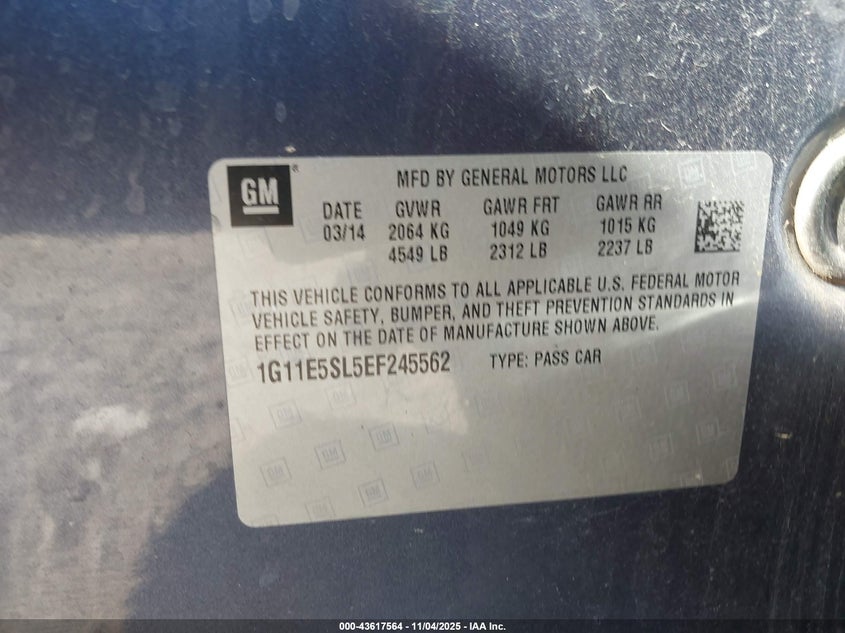 GM®
MFD BY GENERAL MOTORS LLC
DATE GVWR GAWR FRT GAWR RR
03/14 2064 KG 1049 KG 1015 KG
4549 LB 2312 LB 2237 LB
THIS VEHICLE CONFORMS TO ALL APPLICABLE U.S. FEDERAL MOTOR
VEHICLE SAFETY, BUMPER, AND THEFT PREVENTION STANDARDS IN
EFFECT ON THE DATE OF MANUFACTURE SHOWN ABOVE.
1G11E5SL5EF245562 TYPE: PASS CAR
000-43617564 - 11/04/2025 - IAA Inc.